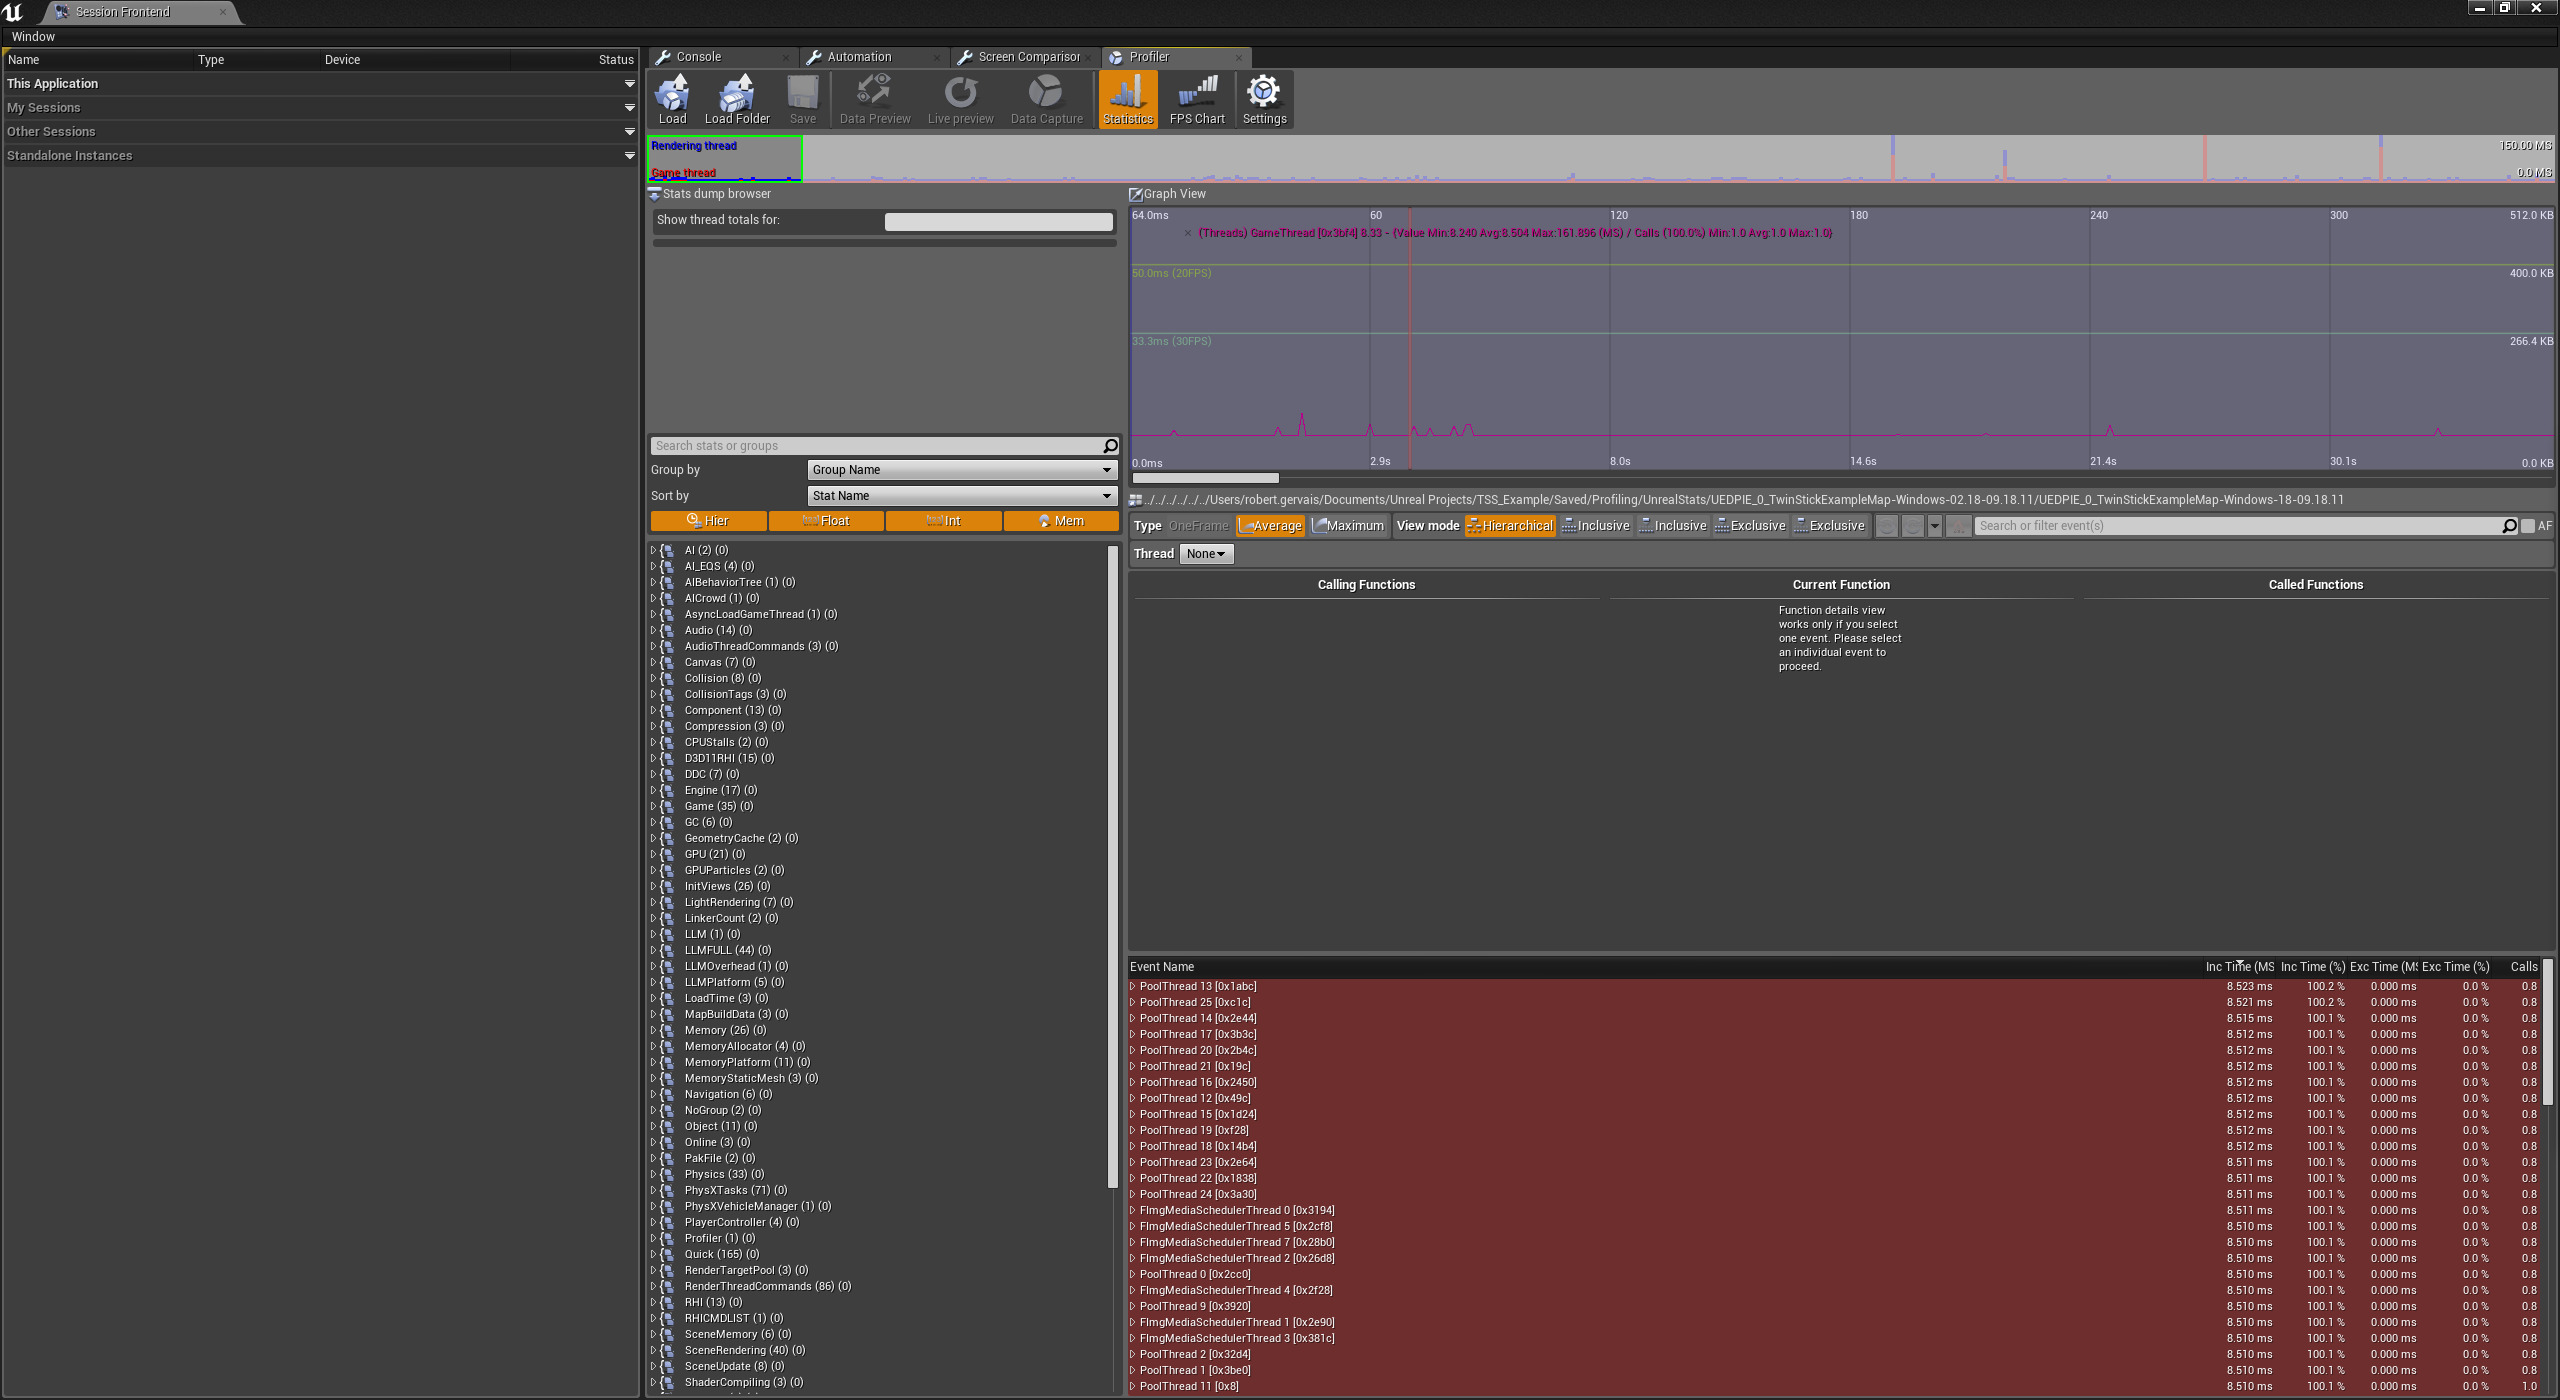 Session Frontend
Window
Name Type Device Status
This Application
My Sessions
Other Sessions
Standalone Instances
Console Automation Screen Comparisor Profiler
Load Load Folder Save Data Preview Live preview Data Capture Statistics FPS Chart Settings
Rendering thread
150.00 MS
Game thread
0.0 MS
Stats dump browser
Show thread totals for:
Search stats or groups
Group by Group Name
Sort by Stat Name
Hier Float Int Mem
AI (2) (0)
AI_EQS (4) (0)
AIBehaviorTree (1) (0)
AICrowd (1) (0)
AsyncLoadGameThread (1) (0)
Audio (14) (0)
AudioThreadCommands (3) (0)
Canvas (7) (0)
Collision (8) (0)
CollisionTags (3) (0)
Component (13) (0)
Compression (3) (0)
CPUStalls (2) (0)
D3D11RHI (15) (0)
DDC (7) (0)
Engine (17) (0)
Game (35) (0)
GC (6) (0)
GeometryCache (2) (0)
GPU (21) (0)
GPUParticles (2) (0)
InitViews (26) (0)
LightRendering (7) (0)
LinkerCount (2) (0)
LLM (1) (0)
LLMFULL (44) (0)
LLMOverhead (1) (0)
LLMPlatform (5) (0)
LoadTime (3) (0)
MapBuildData (3) (0)
Memory (26) (0)
MemoryAllocator (4) (0)
MemoryPlatform (11) (0)
MemoryStaticMesh (3) (0)
Navigation (6) (0)
NoGroup (2) (0)
Object (11) (0)
Online (3) (0)
PakFile (2) (0)
Physics (33) (0)
PhysXTasks (71) (0)
PhysXVehicleManager (1) (0)
PlayerController (4) (0)
Profiler (1) (0)
Quick (165) (0)
RenderTargetPool (3) (0)
RenderThreadCommands (86) (0)
RHI (13) (0)
RHICMDLIST (1) (0)
SceneMemory (6) (0)
SceneRendering (40) (0)
SceneUpdate (8) (0)
ShaderCompiling (3) (0)
Graph View
64.0ms 60 120 180 240 300 512.0 KB
(Threads) GameThread [0x3bf4] 8.33 - (Value Min:8.240 Avg:8.504 Max:161.896 (MS) / Calls (100.0%) Min:1.0 Avg:1.0 Max:1.0)
50.0ms (20FPS) 400.0 KB
33.3ms (30FPS) 266.4 KB
0.0ms 2.9s 8.0s 14.6s 21.4s 30.1s 0.0 KB
../../../../../../Users/robert.gervais/Documents/Unreal Projects/TSS_Example/Saved/Profiling/UnrealStats/UEDPIE_0_TwinStickExampleMap-Windows-02.18-09.18.11/UEDPIE_0_TwinStickExampleMap-Windows-18-09.18.11
Type OneFrame Average Maximum View mode Hierarchical Inclusive Inclusive Exclusive Exclusive Search or filter event(s) AF
Thread None
Calling Functions Current Function Called Functions
Function details view
works only if you select
one event. Please select
an individual event to
proceed.
Event Name Inc Time (MS Inc Time (%) Exc Time (MS Exc Time (%) Calls
PoolThread 13 [0x1abc] 8.523 ms 100.2 % 0.000 ms 0.0 % 0.8
PoolThread 25 [0xc1c] 8.521 ms 100.2 % 0.000 ms 0.0 % 0.8
PoolThread 14 [0x2e44] 8.515 ms 100.1 % 0.000 ms 0.0 % 0.8
PoolThread 17 [0x3b3c] 8.512 ms 100.1 % 0.000 ms 0.0 % 0.8
PoolThread 20 [0x2b4c] 8.512 ms 100.1 % 0.000 ms 0.0 % 0.8
PoolThread 21 [0x19c] 8.512 ms 100.1 % 0.000 ms 0.0 % 0.8
PoolThread 16 [0x2450] 8.512 ms 100.1 % 0.000 ms 0.0 % 0.8
PoolThread 12 [0x49c] 8.512 ms 100.1 % 0.000 ms 0.0 % 0.8
PoolThread 15 [0x1d24] 8.512 ms 100.1 % 0.000 ms 0.0 % 0.8
PoolThread 19 [0xf28] 8.512 ms 100.1 % 0.000 ms 0.0 % 0.8
PoolThread 18 [0x14b4] 8.512 ms 100.1 % 0.000 ms 0.0 % 0.8
PoolThread 23 [0x2e64] 8.511 ms 100.1 % 0.000 ms 0.0 % 0.8
PoolThread 22 [0x1838] 8.511 ms 100.1 % 0.000 ms 0.0 % 0.8
PoolThread 24 [0x3a30] 8.511 ms 100.1 % 0.000 ms 0.0 % 0.8
FImgMediaSchedulerThread 0 [0x3194] 8.511 ms 100.1 % 0.000 ms 0.0 % 0.8
FImgMediaSchedulerThread 5 [0x2cf8] 8.510 ms 100.1 % 0.000 ms 0.0 % 0.8
FImgMediaSchedulerThread 7 [0x28b0] 8.510 ms 100.1 % 0.000 ms 0.0 % 0.8
FImgMediaSchedulerThread 2 [0x26d8] 8.510 ms 100.1 % 0.000 ms 0.0 % 0.8
PoolThread 0 [0x2cc0] 8.510 ms 100.1 % 0.000 ms 0.0 % 0.8
FImgMediaSchedulerThread 4 [0x2f28] 8.510 ms 100.1 % 0.000 ms 0.0 % 0.8
PoolThread 9 [0x3920] 8.510 ms 100.1 % 0.000 ms 0.0 % 0.8
FImgMediaSchedulerThread 1 [0x2e90] 8.510 ms 100.1 % 0.000 ms 0.0 % 0.8
FImgMediaSchedulerThread 3 [0x381c] 8.510 ms 100.1 % 0.000 ms 0.0 % 0.8
PoolThread 2 [0x32d4] 8.510 ms 100.1 % 0.000 ms 0.0 % 0.8
PoolThread 1 [0x3be0] 8.510 ms 100.1 % 0.000 ms 0.0 % 0.8
PoolThread 11 [0x8] 8.510 ms 100.1 % 0.000 ms 0.0 % 1.0